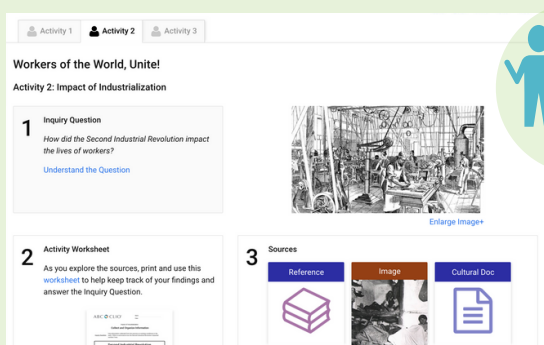 Activity 1 Activity 2 Activity 3
Workers of the World, Unite!
Activity 2: Impact of Industrialization
1 Inquiry Question
How did the Second Industrial Revolution impact
the lives of workers?
Understand the Question
Enlarge Image+
2 Activity Worksheet
As you explore the sources, print and use this
worksheet to help keep track of your findings and
answer the Inquiry Question.
ABC CLIO
3 Sources
Reference Image Cultural Doc